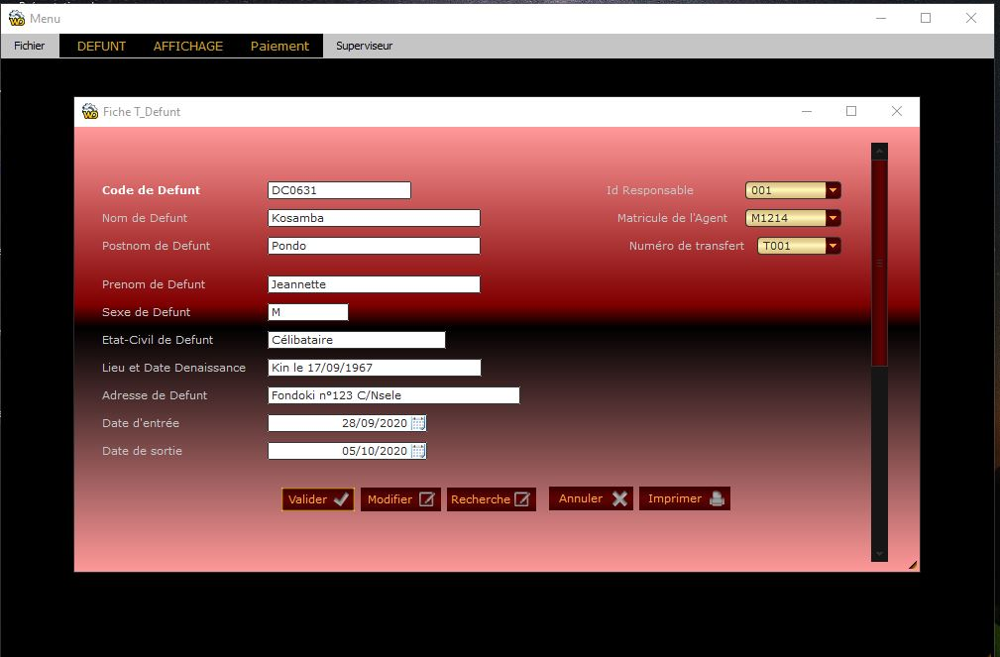 Menu
Fichier DEFUNT AFFICHAGE Paiement Superviseur
Fiche T_Defunt
Code de Defunt DC0631 Id Responsable 001
Nom de Defunt Kosamba Matricule de l'Agent M1214
Postnom de Defunt Pondo Numéro de transfert T001
Prenom de Defunt Jeannette
Sexe de Defunt M
Etat-Civil de Defunt Célibataire
Lieu et Date Denaissance Kin le 17/09/1967
Adresse de Defunt Fondoki n°123 C/Nsele
Date d'entrée 28/09/2020
Date de sortie 05/10/2020
Valider Modifier Recherche Annuler Imprimer